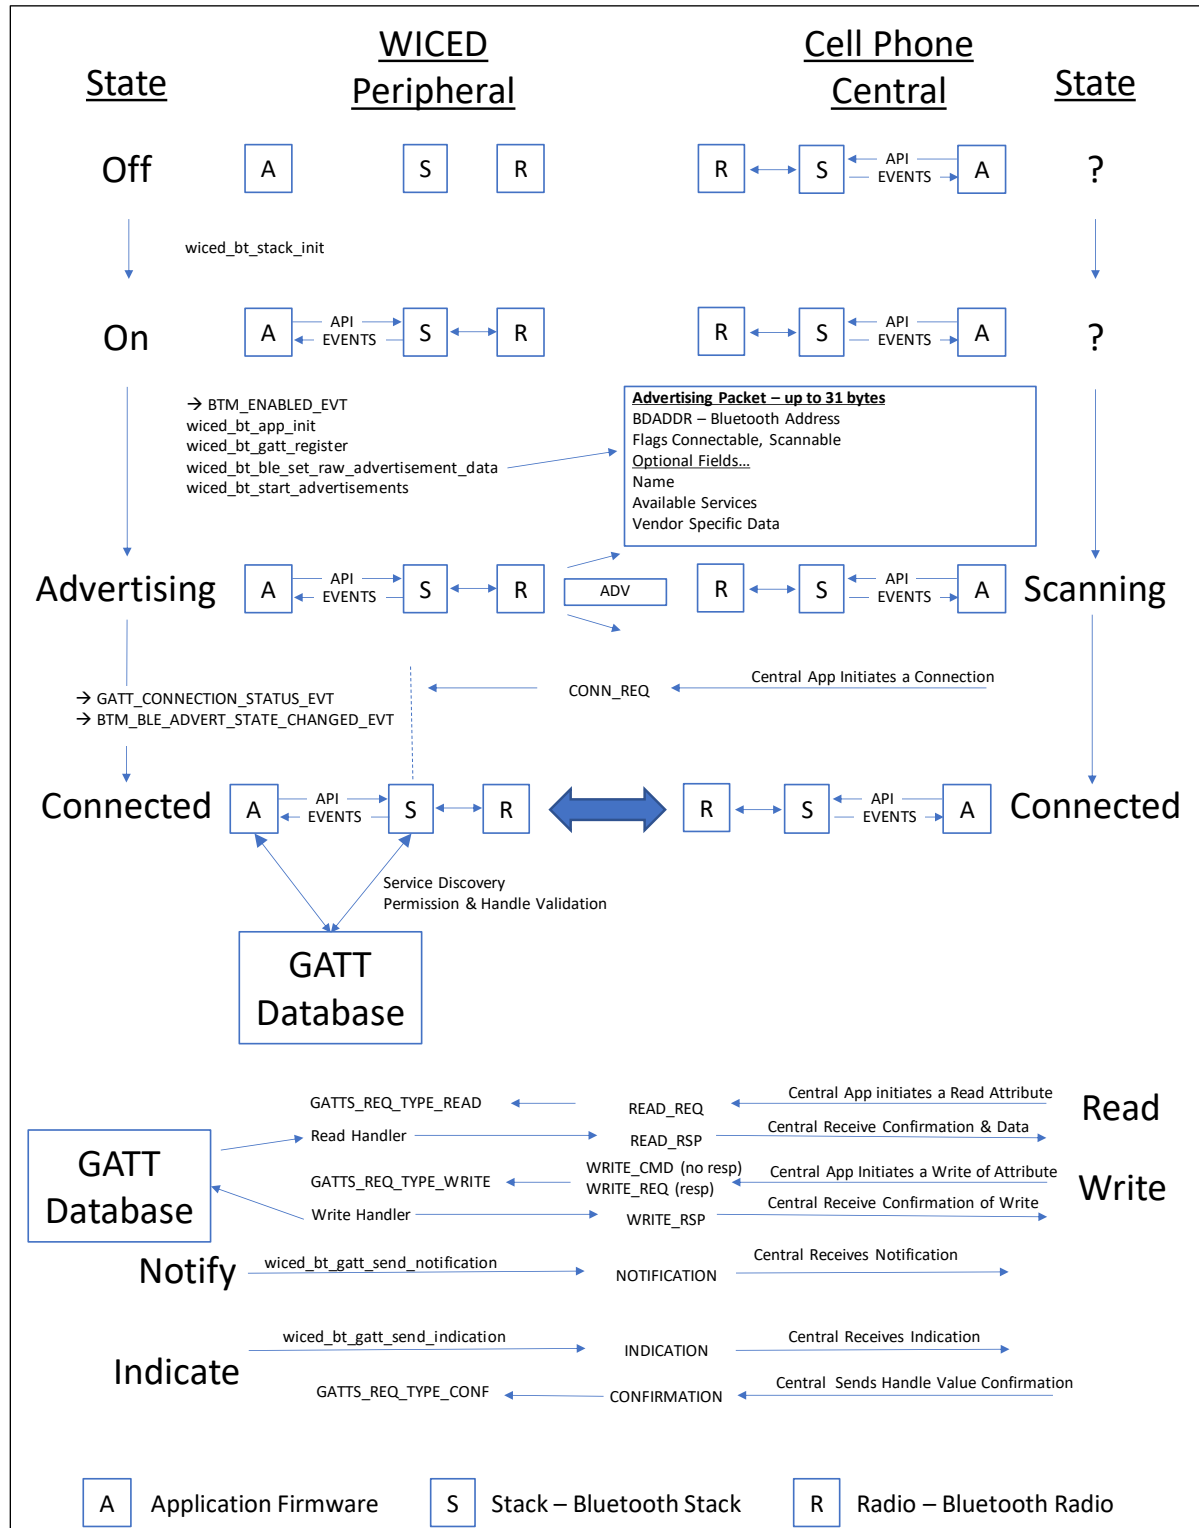 WICED
Peripheral
Cell Phone
Central
State
State
Off
A
S
R
R
S
API
EVENTS
A
?
wiced_bt_stack_init
On
A
API
EVENTS
S
R
R
S
API
EVENTS
A
?
→ BTM_ENABLED_EVT
wiced_bt_app_init
wiced_bt_gatt_register
wiced_bt_ble_set_raw_advertisement_data
wiced_bt_start_advertisements
Advertising Packet – up to 31 bytes
BDADDR – Bluetooth Address
Flags Connectable, Scannable
Optional Fields...
Name
Available Services
Vendor Specific Data
Advertising
A
API
EVENTS
S
R
ADV
R
S
API
EVENTS
A
Scanning
→ GATT_CONNECTION_STATUS_EVT
→ BTM_BLE_ADVERT_STATE_CHANGED_EVT
CONN_REQ
Central App Initiates a Connection
Connected
A
API
EVENTS
S
R
R
S
API
EVENTS
A
Connected
Service Discovery
Permission & Handle Validation
GATT
Database
GATTS_REQ_TYPE_READ
READ_REQ
Central App initiates a Read Attribute
Read
Read Handler
READ_RSP
Central Receive Confirmation & Data
GATT
Database
GATTS_REQ_TYPE_WRITE
WRITE_CMD (no resp)
WRITE_REQ (resp)
Central App Initiates a Write of Attribute
Write
Write Handler
WRITE_RSP
Central Receive Confirmation of Write
Notify
wiced_bt_gatt_send_notification
NOTIFICATION
Central Receives Notification
Indicate
wiced_bt_gatt_send_indication
INDICATION
Central Receives Indication
GATTS_REQ_TYPE_CONF
CONFIRMATION
Central Sends Handle Value Confirmation
A Application Firmware
S Stack – Bluetooth Stack
R Radio – Bluetooth Radio